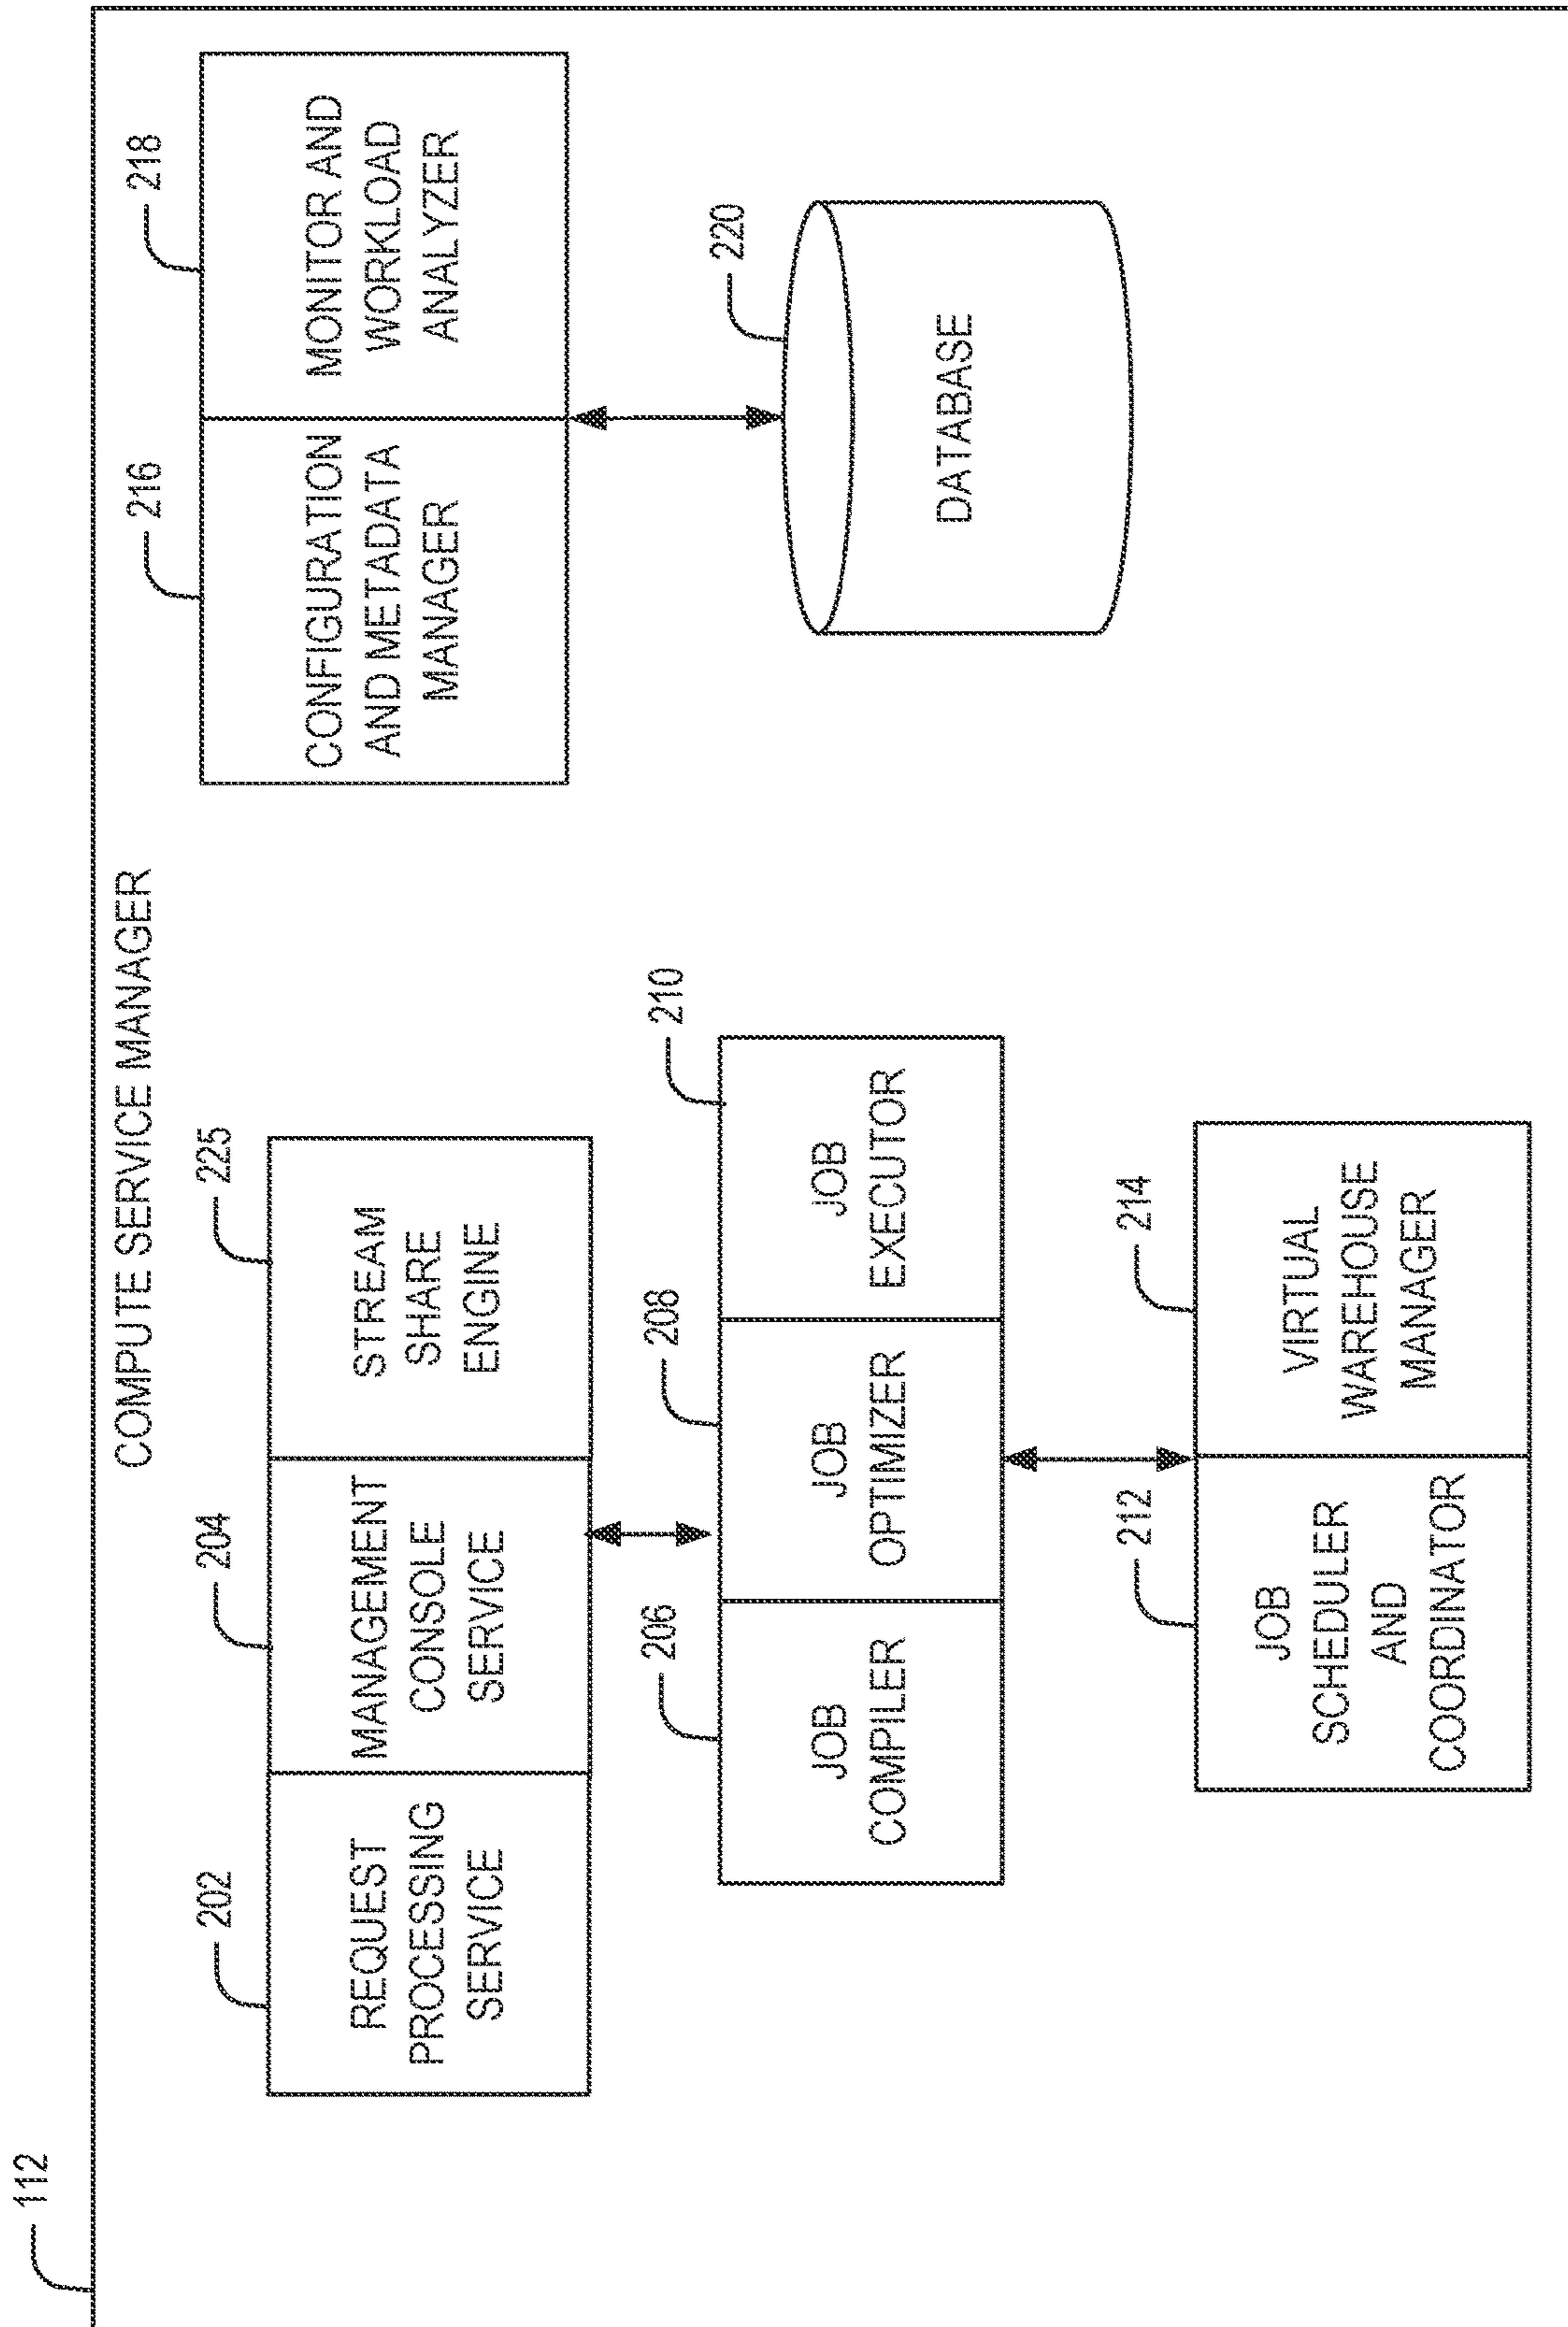 112
COMPUTE SERVICE MANAGER
202
REQUEST
PROCESSING
SERVICE
204
MANAGEMENT
CONSOLE
SERVICE
225
STREAM
SHARE
ENGINE
206
JOB
COMPILER
208
JOB
OPTIMIZER
210
JOB
EXECUTOR
212
JOB
SCHEDULER
AND
COORDINATOR
214
VIRTUAL
WAREHOUSE
MANAGER
216
CONFIGURATION
AND METADATA
MANAGER
218
MONITOR AND
WORKLOAD
ANALYZER
220
DATABASE